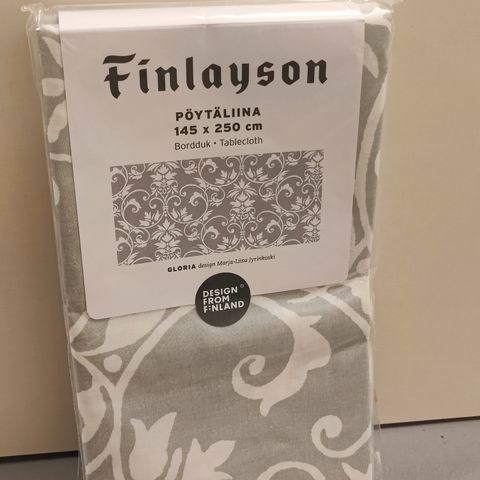 Finlayson
PÖYTÄLIINA
145 x 250 cm
Bordduk • Tablecloth
GLORIA design Marja-Liisa Jyrinkoski
DESIGN
FROM
FINLAND